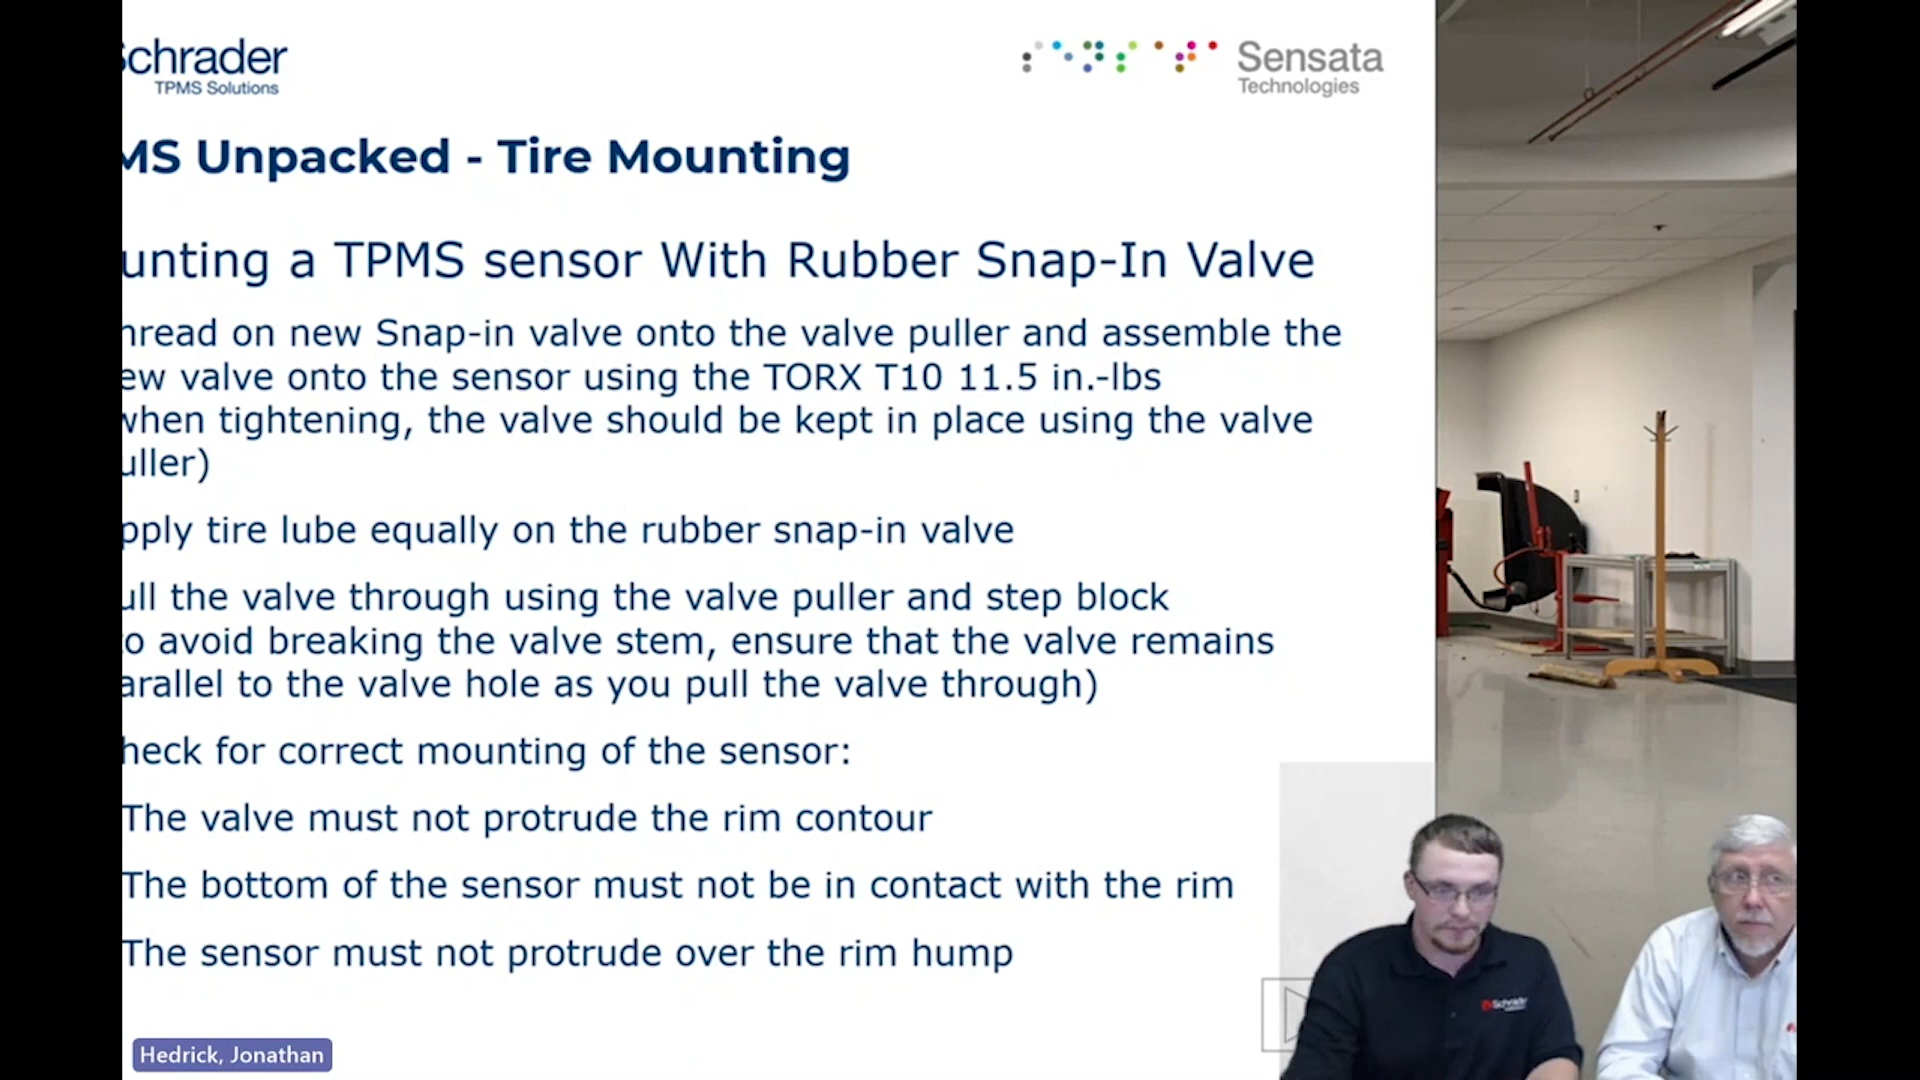 Schrader
TPMS Solutions
Sensata
Technologies
MS Unpacked - Tire Mounting
unting a TPMS sensor With Rubber Snap-In Valve
hread on new Snap-in valve onto the valve puller and assemble the
ew valve onto the sensor using the TORX T10 11.5 in.-lbs
when tightening, the valve should be kept in place using the valve
uller)
pply tire lube equally on the rubber snap-in valve
ull the valve through using the valve puller and step block
to avoid breaking the valve stem, ensure that the valve remains
arallel to the valve hole as you pull the valve through)
heck for correct mounting of the sensor:
The valve must not protrude the rim contour
The bottom of the sensor must not be in contact with the rim
The sensor must not protrude over the rim hump
Schrader
Hedrick, Jonathan